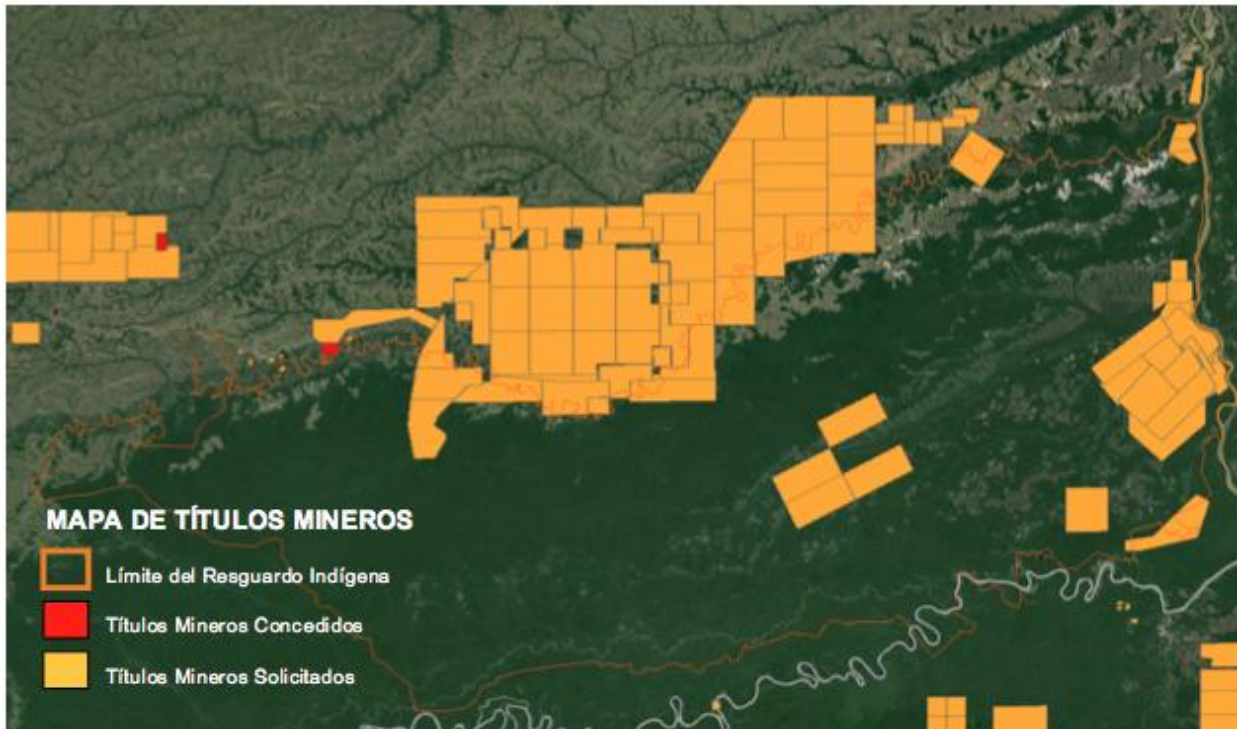 MAPA DE TÍTULOS MINEROS
Límite del Resguardo Indígena
Títulos Mineros Concedidos
Títulos Mineros Solicitados